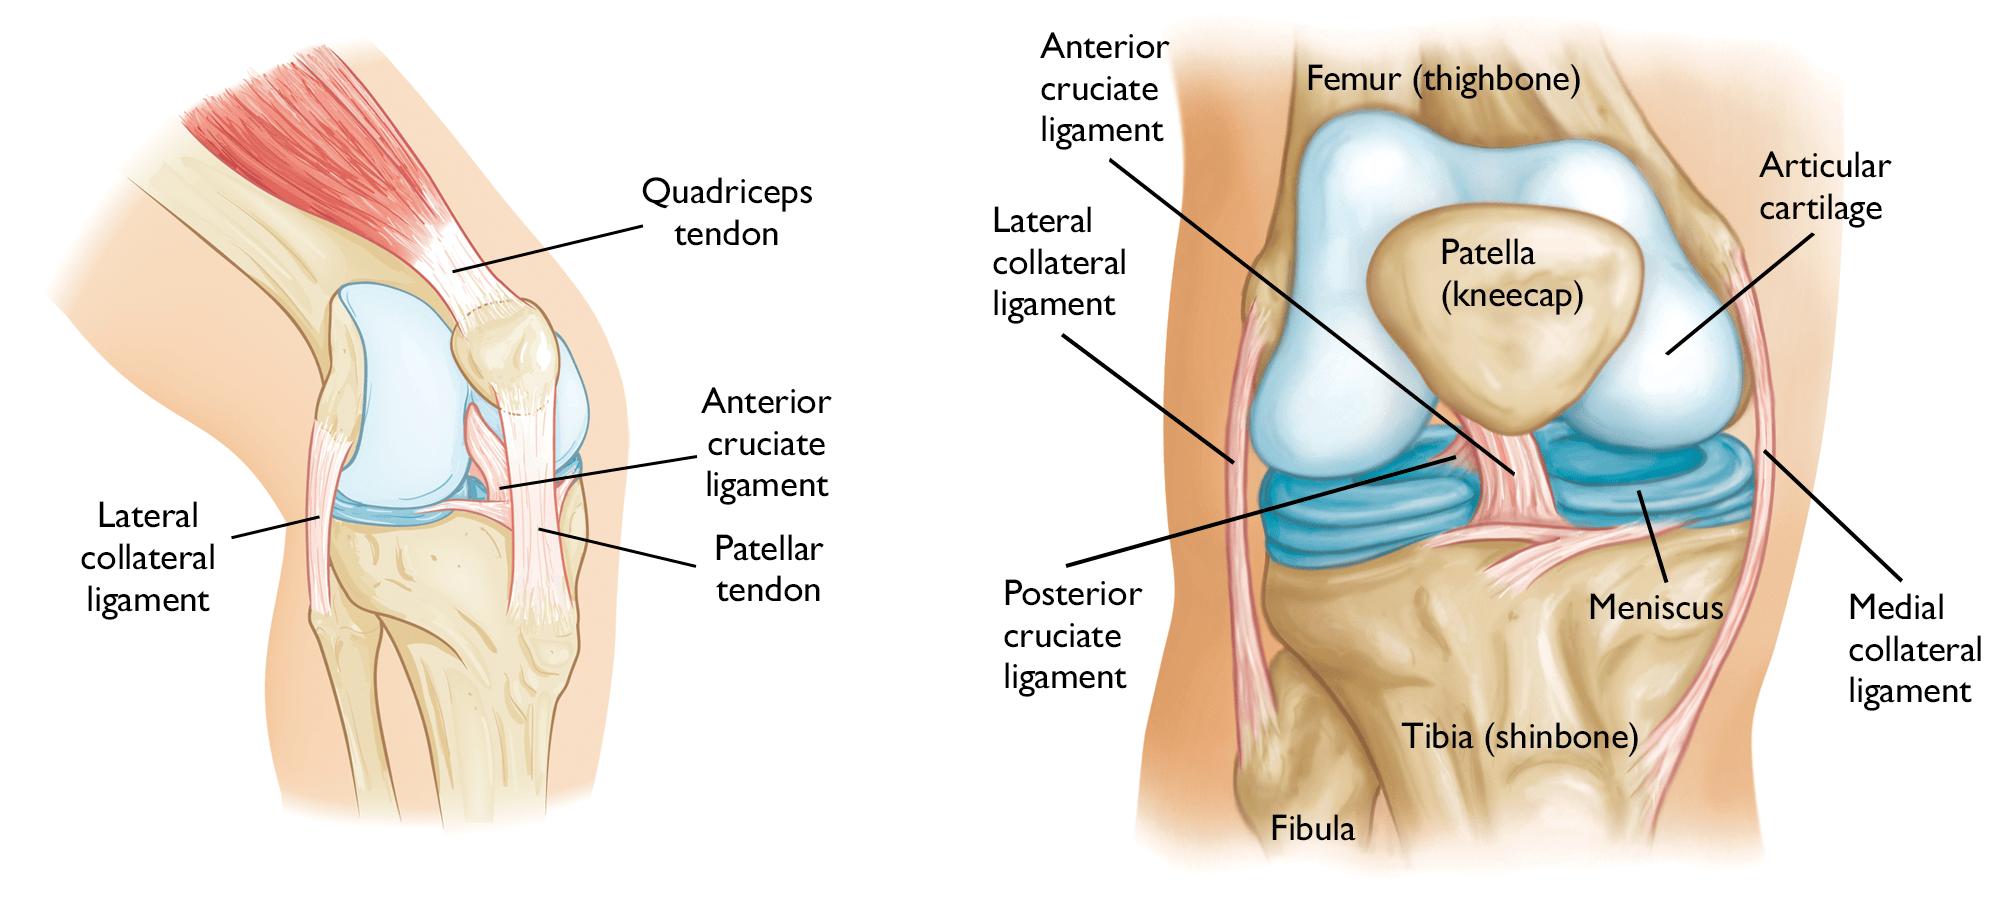 Quadriceps
tendon
Anterior
cruciate
ligament
Lateral
collateral
ligament
Patellar
tendon
Anterior
cruciate
ligament
Femur (thighbone)
Articular
cartilage
Lateral
collateral
ligament
Patella
(kneecap)
Posterior
cruciate
ligament
Meniscus
Medial
collateral
ligament
Tibia (shinbone)
Fibula